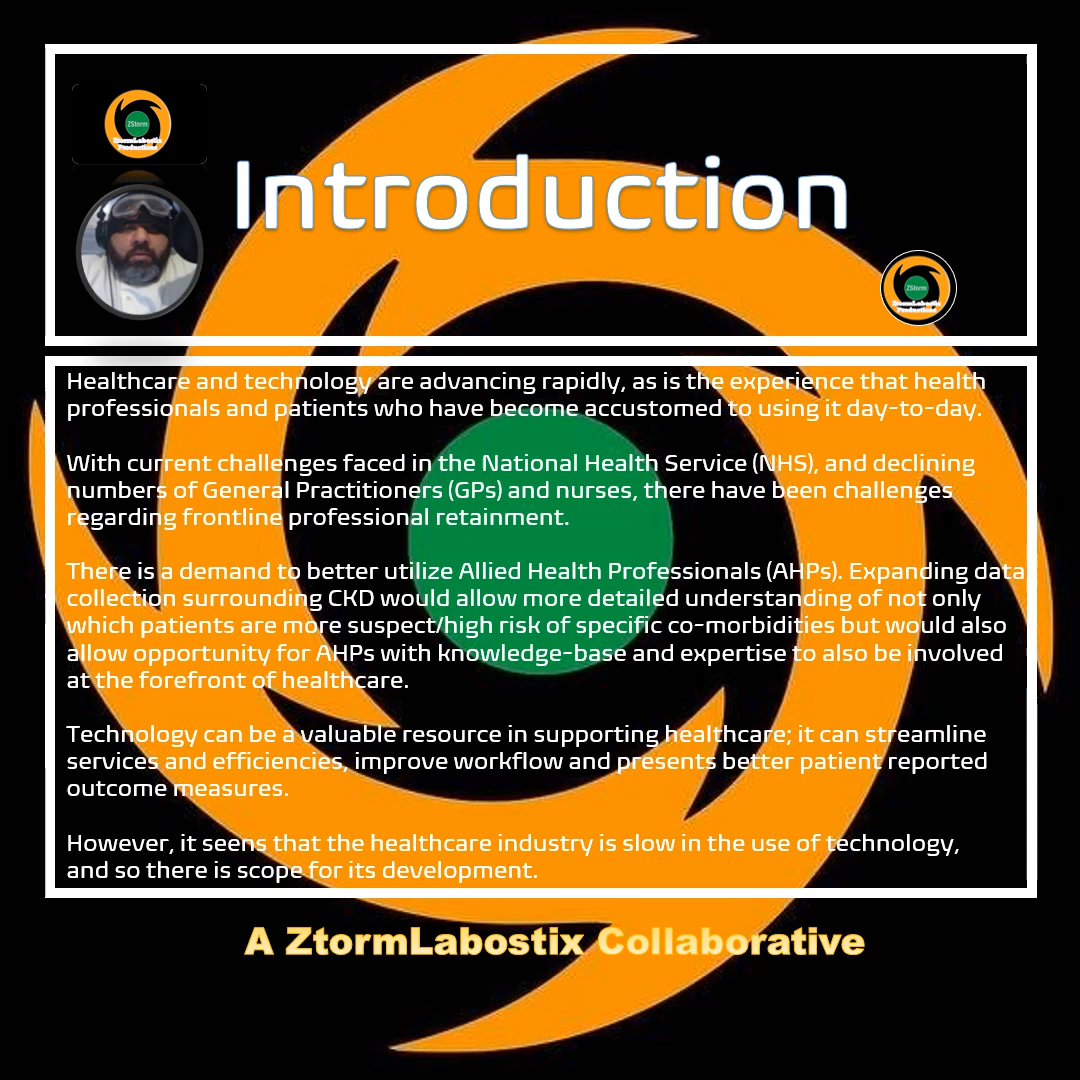 ZStorm
ZtormLabostix
Productions
Introduction
ZStorm
ZtormLabostix
Productions
Healthcare and technology are advancing rapidly, as is the experience that health
professionals and patients who have become accustomed to using it day-to-day.
With current challenges faced in the National Health Service (NHS), and declining
numbers of General Practitioners (GPs) and nurses, there have been challenges
regarding frontline professional retainment.
There is a demand to better utilize Allied Health Professionals (AHPs). Expanding data
collection surrounding CKD would allow more detailed understanding of not only
which patients are more suspect/high risk of specific co-morbidities but would also
allow opportunity for AHPs with knowledge-base and expertise to also be involved
at the forefront of healthcare.
Technology can be a valuable resource in supporting healthcare; it can streamline
services and efficiencies, improve workflow and presents better patient reported
outcome measures.
However, it seens that the healthcare industry is slow in the use of technology,
and so there is scope for its development.
A ZtormLabostix Collaborative